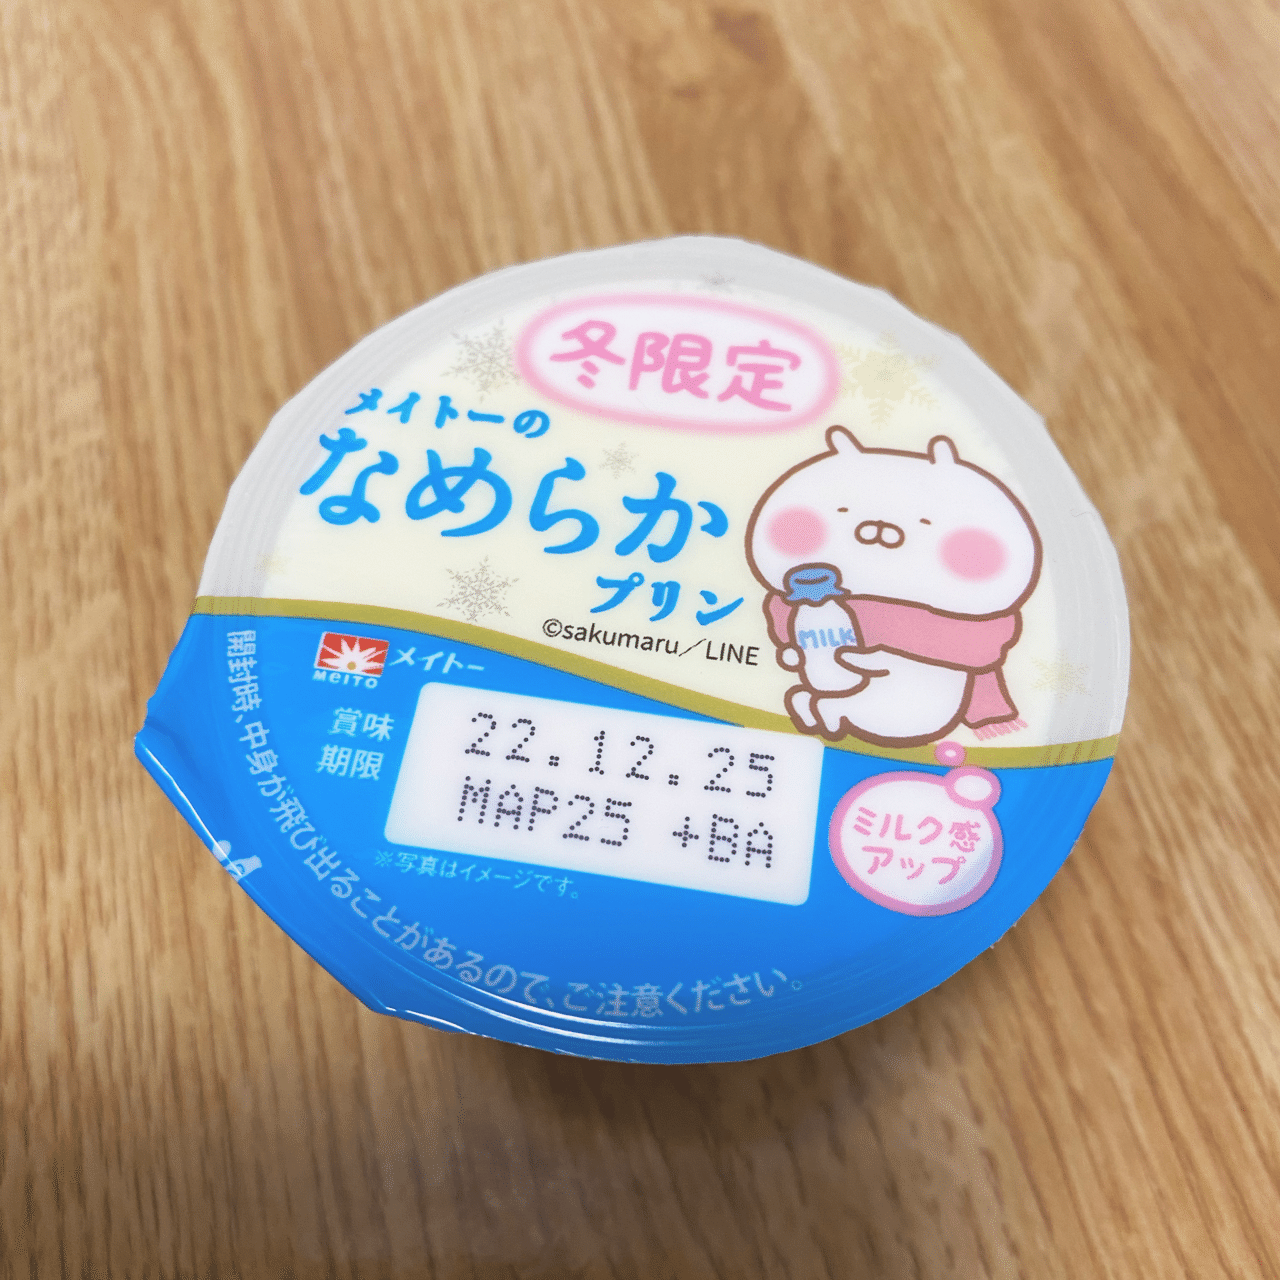 冬限定
メイトーの
なめらか
プリン
©sakumaru／LINE
MILK
MEITO
メイトー
賞味
期限
22.12.25
MAP25 +BA
※写真はイメージです。
ミルク感
アップ
開封時、中身が飛び出ることがあるので、ご注意ください。